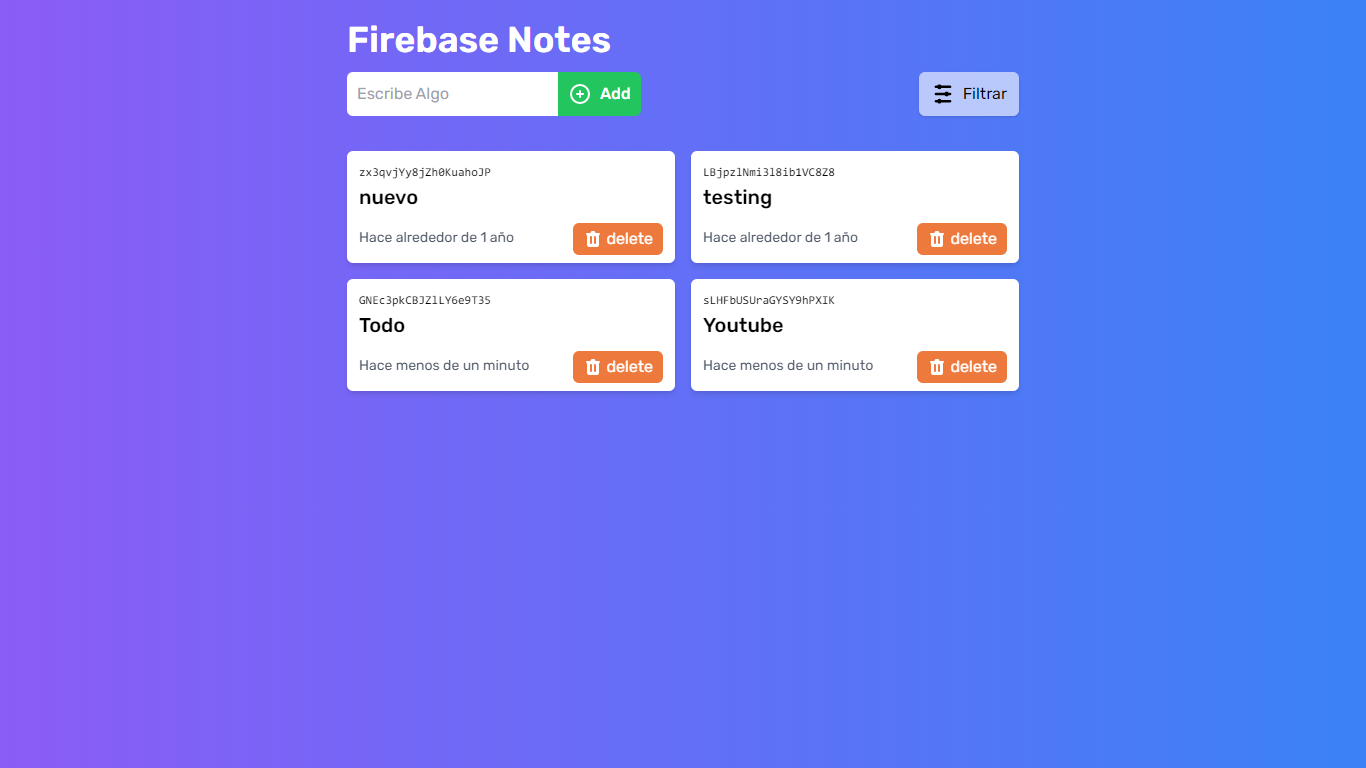 Firebase Notes
Escribe Algo
Add
Filtrar
zx3qvjYy8jZh0KuahoJP
nuevo
Hace alrededor de 1 año
delete
LBjpzlNmi3l8ib1VC8Z8
testing
Hace alrededor de 1 año
delete
GNEc3pkCBJZlLY6e9T35
Todo
Hace menos de un minuto
delete
sLHFbUSUraGYSY9hPXIK
Youtube
Hace menos de un minuto
delete